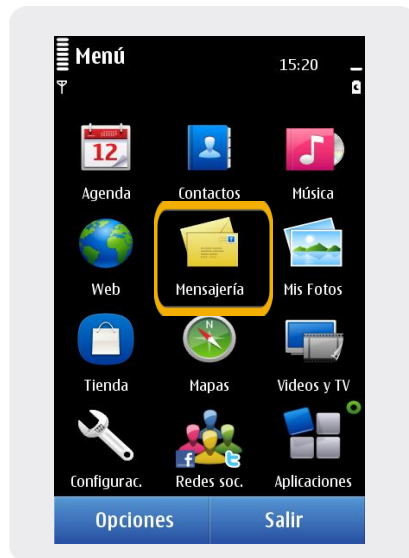 Menú
15:20
12
Agenda Contactos Música
N
Web Mensajería Mis Fotos
Tienda Mapas Videos y TV
f
Configurac. Redes soc. Aplicaciones
Opciones Salir